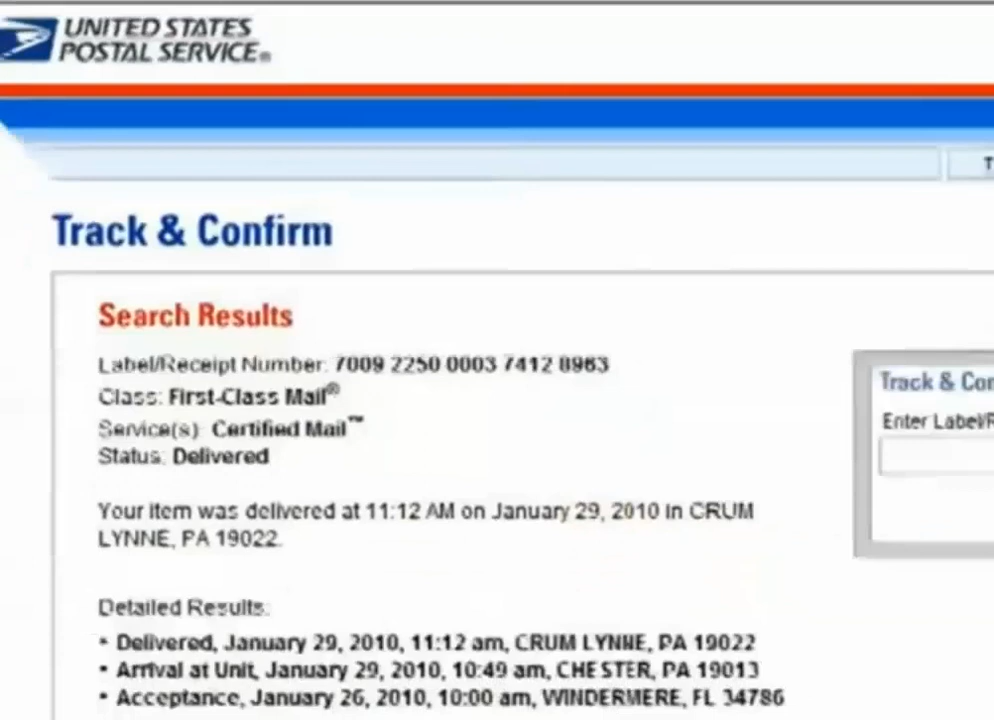 UNITED STATES
POSTAL SERVICE®
T
Track & Confirm
Search Results
Label/Receipt Number: 7009 2250 0003 7412 8963
Class: First-Class Mail®
Service(s): Certified Mail™
Status: Delivered
Track & Con
Enter Label/R
Your item was delivered at 11:12 AM on January 29, 2010 in CRUM
LYNNE, PA 19022.
Detailed Results:
• Delivered, January 29, 2010, 11:12 am, CRUM LYNNE, PA 19022
• Arrival at Unit, January 29, 2010, 10:49 am, CHESTER, PA 19013
• Acceptance, January 26, 2010, 10:00 am, WINDERMERE, FL 34786